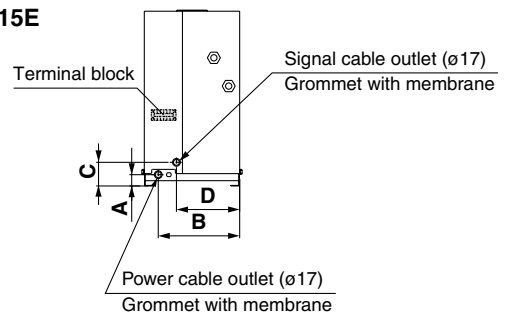 15E
Signal cable outlet (ø17)
Grommet with membrane
Terminal block
C
A
D
B
Power cable outlet (ø17)
Grommet with membrane